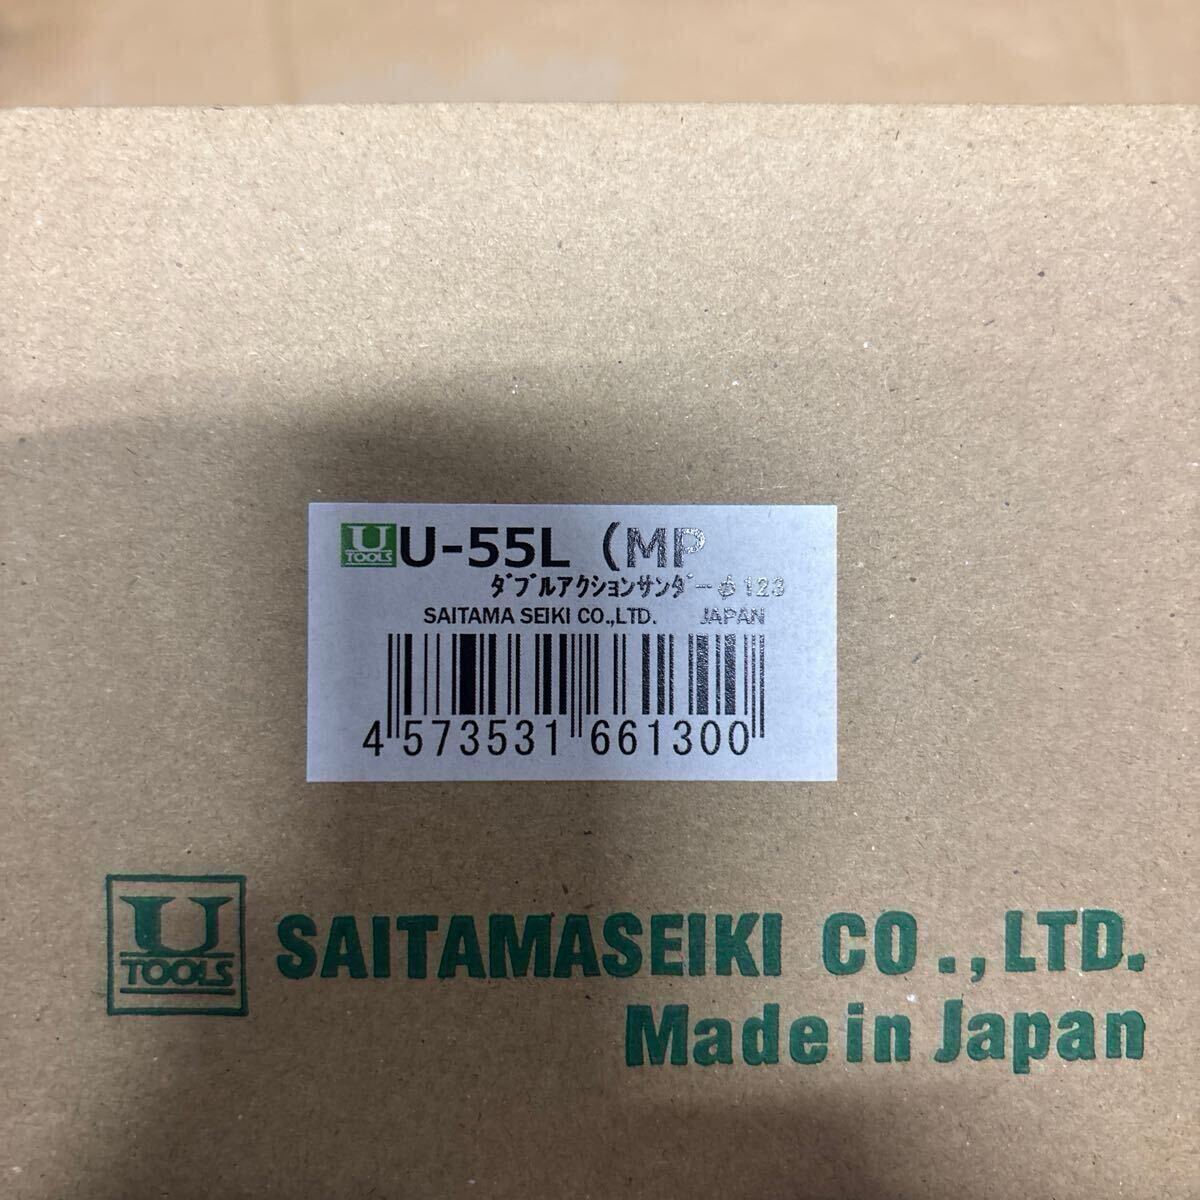 U TOOLS U-55L (MP
ダブルアクションサンダーφ123
SAITAMA SEIKI CO.,LTD. JAPAN
4 573531 661300
U TOOLS SAITAMASEIKI CO.,LTD.
Made in Japan